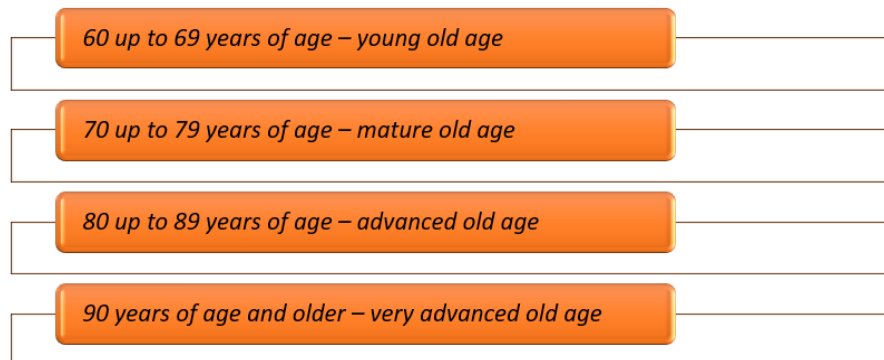 60 up to 69 years of age – young old age
70 up to 79 years of age – mature old age
80 up to 89 years of age – advanced old age
90 years of age and older – very advanced old age